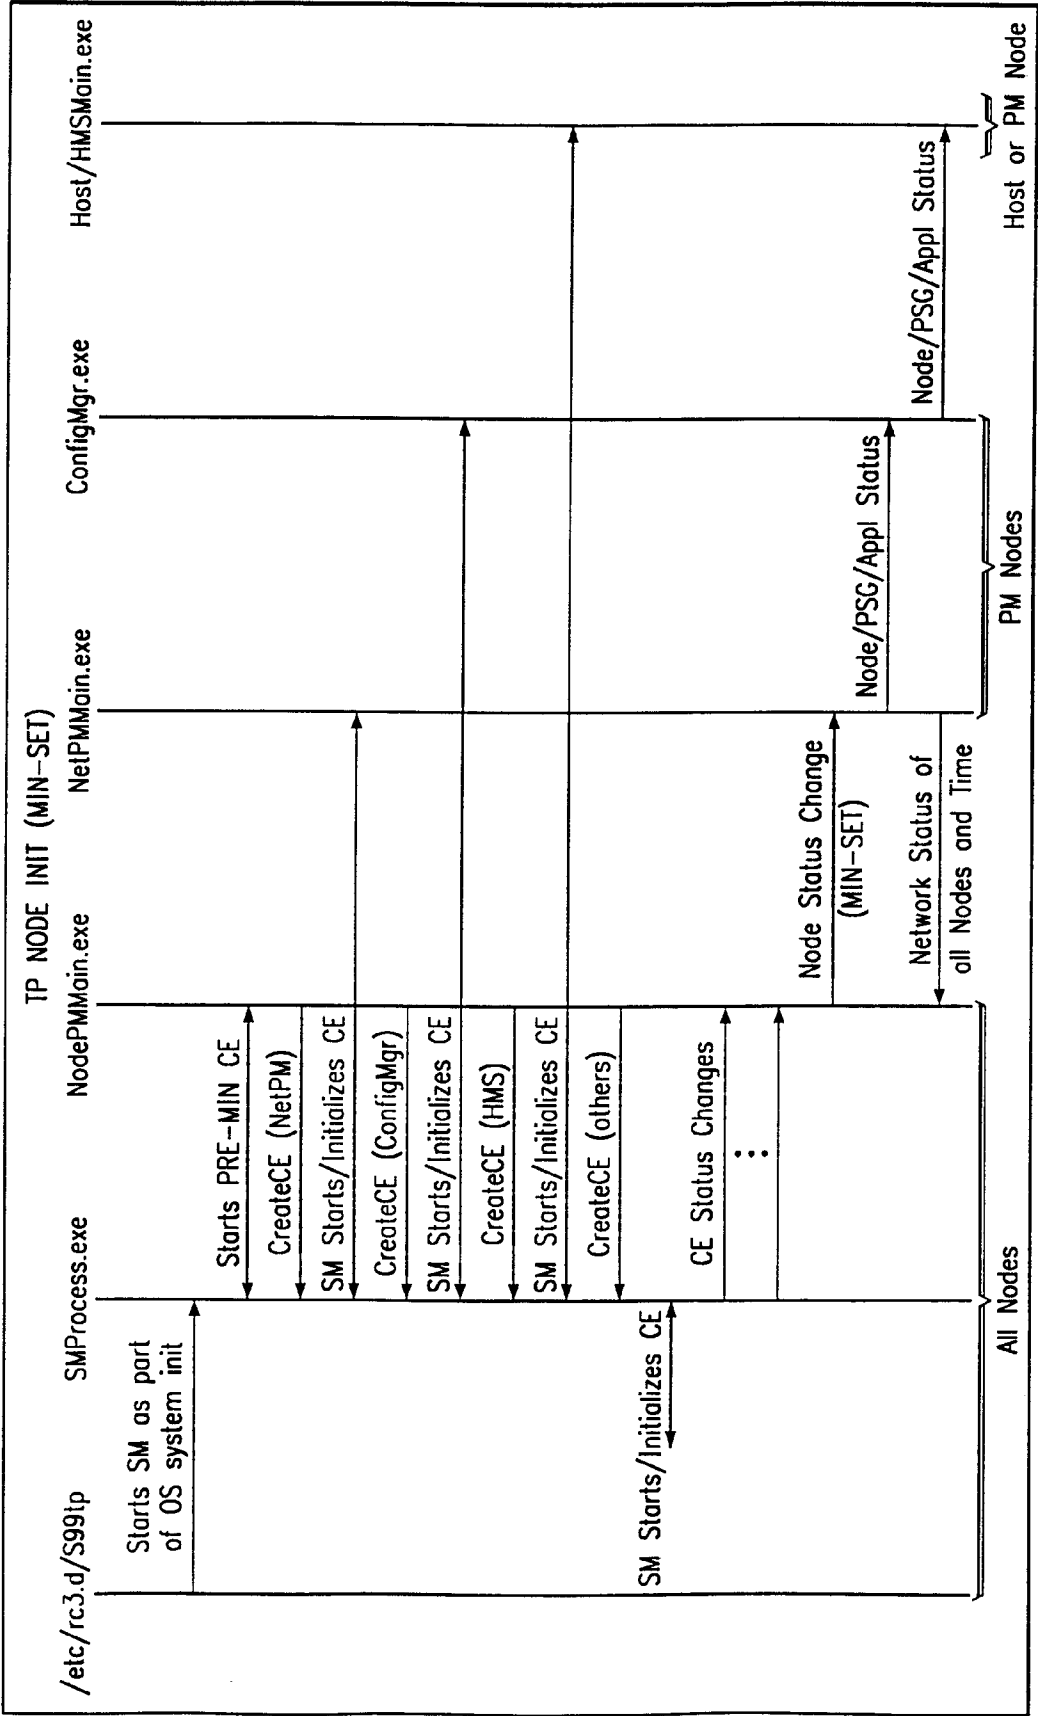 TP NODE INIT (MIN-SET)
/etc/rc3.d/S99tp
SMProcess.exe
NodePMMain.exe
NetPMMain.exe
ConfigMgr.exe
Host/HMSMain.exe
Starts SM as part
of OS system init
Starts PRE-MIN CE
CreateCE (NetPM)
SM Starts/Initializes CE
CreateCE (ConfigMgr)
SM Starts/Initializes CE
CreateCE (HMS)
SM Starts/Initializes CE
CreateCE (others)
SM Starts/Initializes CE
CE Status Changes
Node Status Change
(MIN-SET)
Node/PSG/Appl Status
Network Status of
all Nodes and Time
Node/PSG/Appl Status
All Nodes
PM Nodes
Host or PM Node